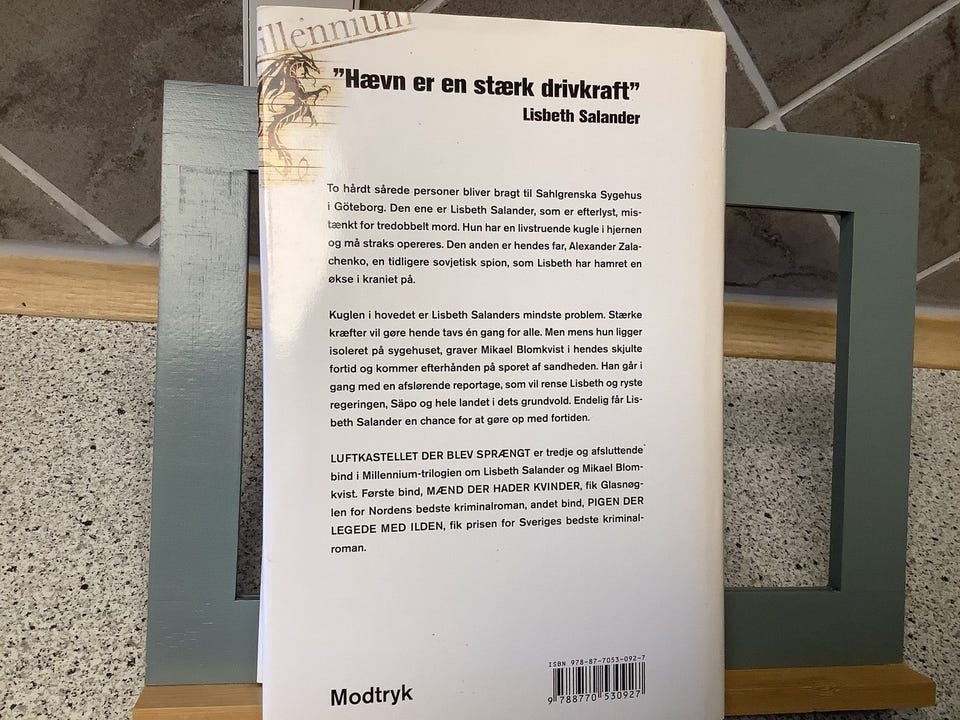 Millennium
"Hævn er en stærk drivkraft"
Lisbeth Salander
To hårdt sårede personer bliver bragt til Sahlgrenska Sygehus
i Göteborg. Den ene er Lisbeth Salander, som er efterlyst, mis-
tænkt for tredobbelt mord. Hun har en livstruende kugle i hjernen
og må straks opereres. Den anden er hendes far, Alexander Zala-
chenko, en tidligere sovjetisk spion, som Lisbeth har hamret en
økse i kraniet på.
Kuglen i hovedet er Lisbeth Salanders mindste problem. Stærke
kræfter vil gøre hende tavs én gang for alle. Men mens hun ligger
isoleret på sygehuset, graver Mikael Blomkvist i hendes skjulte
fortid og kommer efterhånden på sporet af sandheden. Han går i
gang med en afslørende reportage, som vil rense Lisbeth og ryste
regeringen, Säpo og hele landet i dets grundvold. Endelig får Lis-
beth Salander en chance for at gøre op med fortiden.
LUFTKASTELLET DER BLEV SPRÆNGT er tredje og afsluttende
bind i Millennium-trilogien om Lisbeth Salander og Mikael Blom-
kvist. Første bind, MÆND DER HADER KVINDER, fik Glasnøg-
len for Nordens bedste kriminalroman, andet bind, PIGEN DER
LEGEDE MED ILDEN, fik prisen for Sveriges bedste kriminal-
roman.
ISBN 978-87-7053-092-7
9 788770 530927
Modtryk